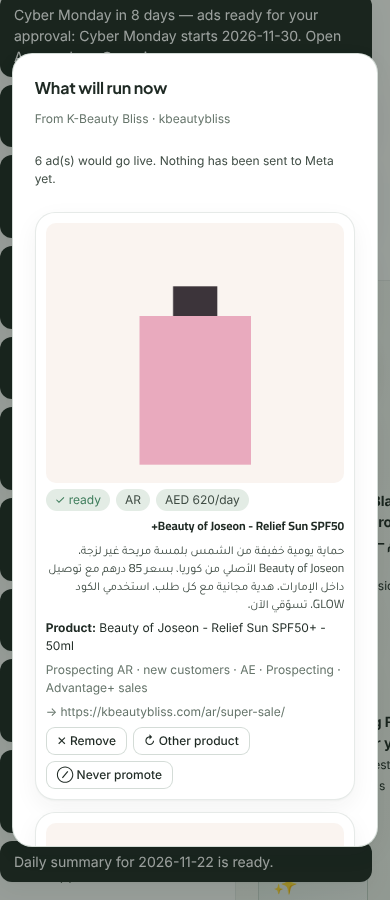 Cyber Monday in 8 days — ads ready for your
approval: Cyber Monday starts 2026-11-30. Open
What will run now
From K-Beauty Bliss · kbeautybliss
6 ad(s) would go live. Nothing has been sent to Meta
yet.
✓ ready
AR
AED 620/day
Beauty of Joseon - Relief Sun SPF50+
حماية يومية خفيفة من الشمس بلمسة مريحة غير لزجة.
Beauty of Joseon الأصلي من كوريا. بسعر 85 درهم مع توصيل
داخل الإمارات. هدية مجانية مع كل طلب. استخدمي الكود
GLOW. تسوّقي الآن.
Product: Beauty of Joseon - Relief Sun SPF50+ -
50ml
Prospecting AR · new customers · AE · Prospecting ·
Advantage+ sales
→ https://kbeautybliss.com/ar/super-sale/
✕ Remove
↻ Other product
Never promote
Daily summary for 2026-11-22 is ready.